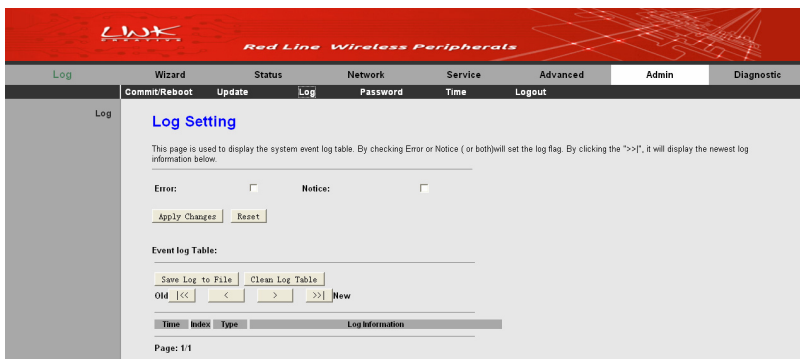 LINK
CREATIVE
Red Line Wireless Peripherals
Log Wizard Status Network Service Advanced Admin Diagnostic
Commit/Reboot Update Log Password Time Logout
Log
Log Setting
This page is used to display the system event log table. By checking Error or Notice ( or both)will set the log flag. By clicking the ">>|", it will display the newest log
information below.
Error: Notice:
Apply Changes Reset
Event log Table:
Save Log to File Clean Log Table
Old |<< < > >>| New
Time Index Type Log Information
Page: 1/1